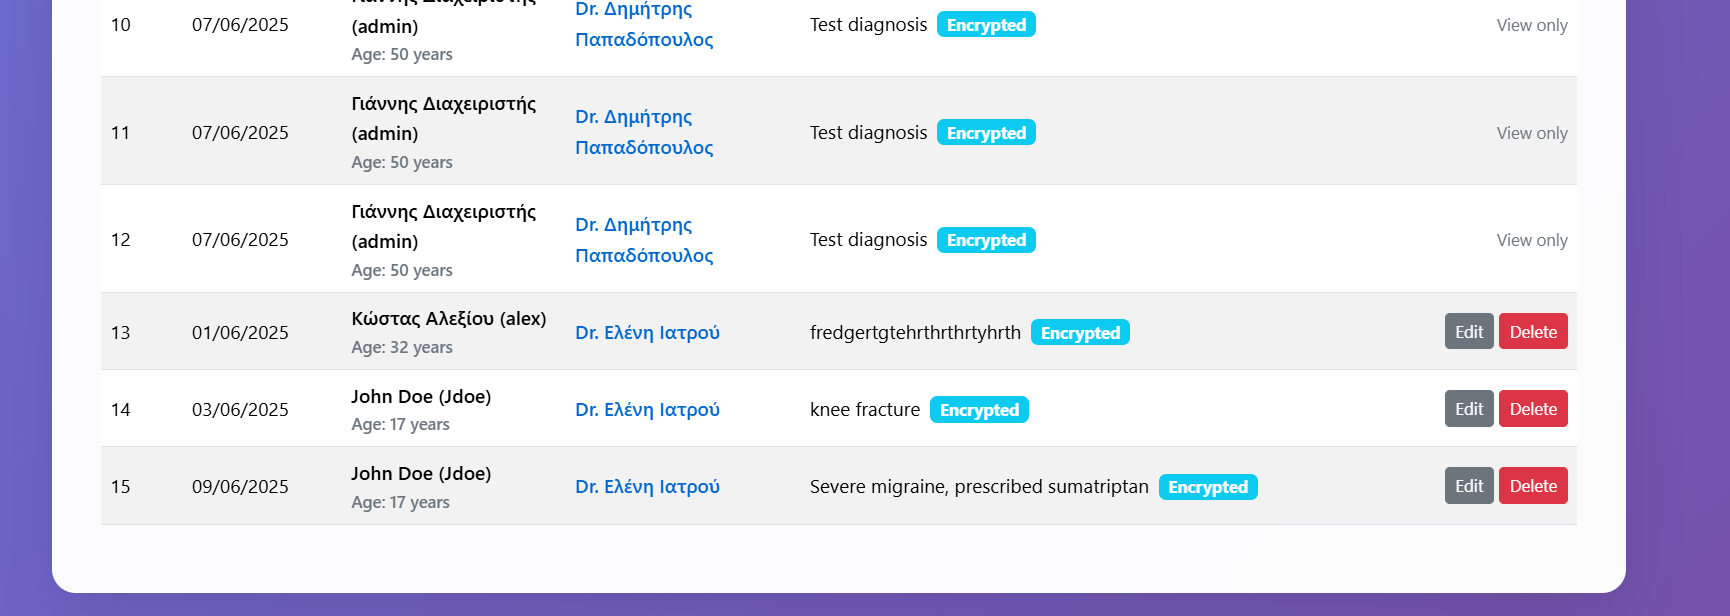 10 07/06/2025 Γιάννης Διαχειριστής Dr. Δημήτρης Test diagnosis Encrypted View only
(admin) Παπαδόπουλος
Age: 50 years
11 07/06/2025 Γιάννης Διαχειριστής Dr. Δημήτρης Test diagnosis Encrypted View only
(admin) Παπαδόπουλος
Age: 50 years
12 07/06/2025 Γιάννης Διαχειριστής Dr. Δημήτρης Test diagnosis Encrypted View only
(admin) Παπαδόπουλος
Age: 50 years
13 01/06/2025 Κώστας Αλεξίου (alex) Dr. Ελένη Ιατρού fredgertgtehrthrthrtyhrth Encrypted Edit Delete
Age: 32 years
14 03/06/2025 John Doe (Jdoe) Dr. Ελένη Ιατρού knee fracture Encrypted Edit Delete
Age: 17 years
15 09/06/2025 John Doe (Jdoe) Dr. Ελένη Ιατρού Severe migraine, prescribed sumatriptan Encrypted Edit Delete
Age: 17 years